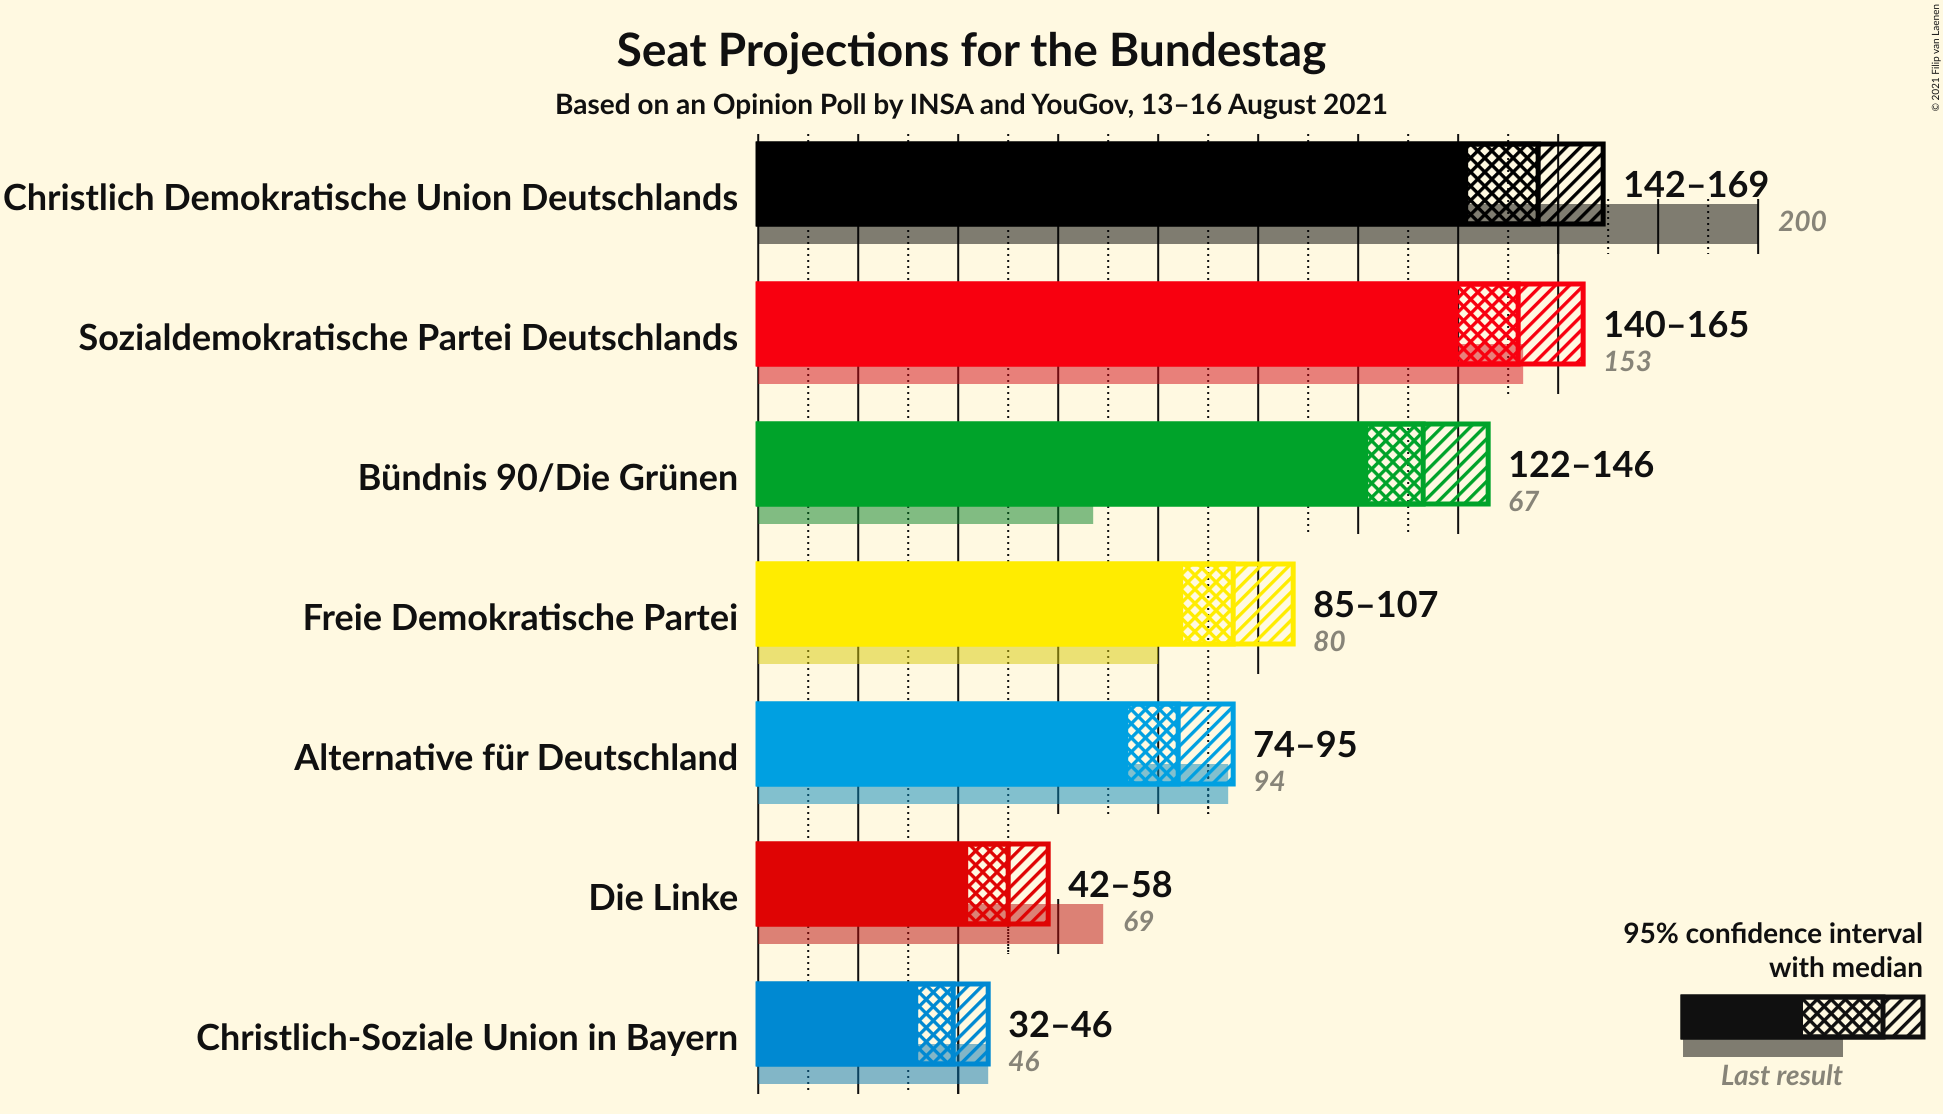 Seat Projections for the Bundestag
Based on an Opinion Poll by INSA and YouGov, 13–16 August 2021
© 2021 Filip van Laenen
Christlich Demokratische Union Deutschlands
142–169
200
Sozialdemokratische Partei Deutschlands
140–165
153
Bündnis 90/Die Grünen
122–146
67
Freie Demokratische Partei
85–107
80
Alternative für Deutschland
74–95
94
Die Linke
42–58
69
Christlich-Soziale Union in Bayern
32–46
46
95% confidence interval
with median
Last result